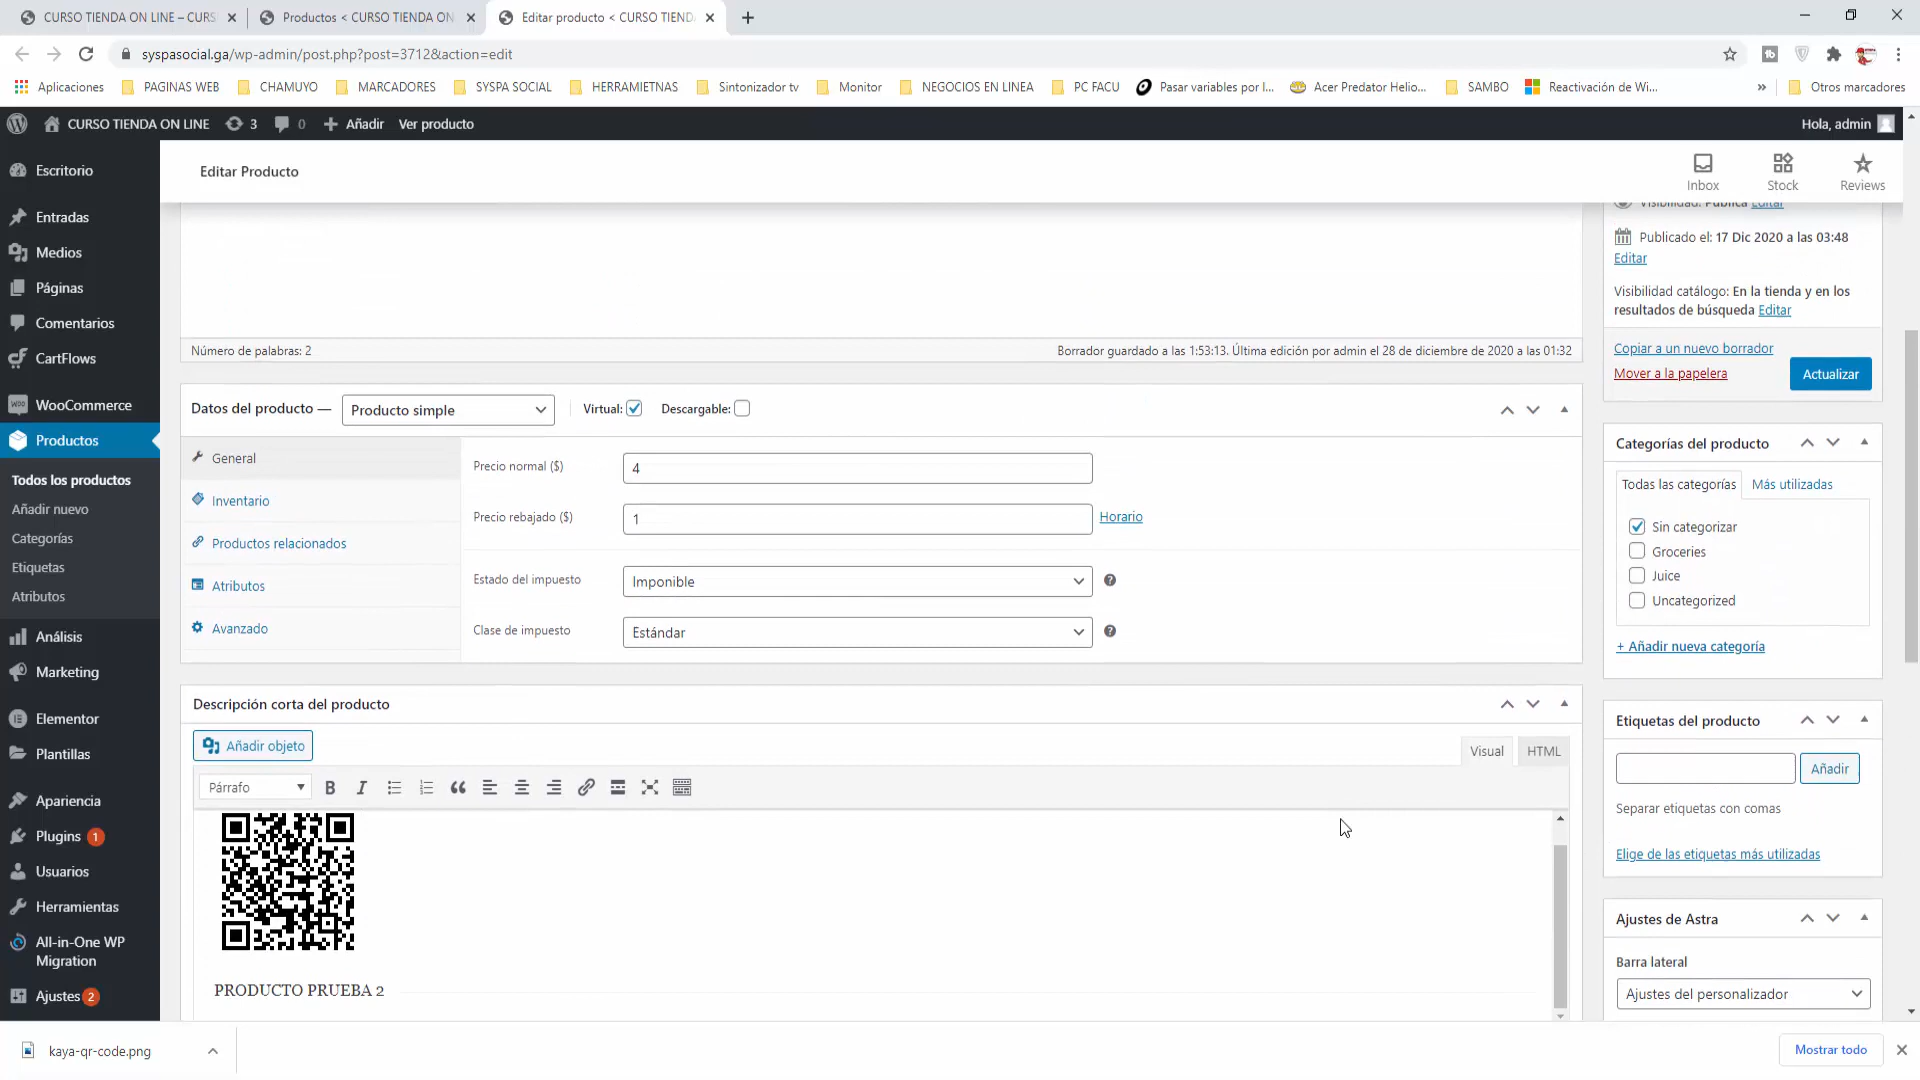 CURSO TIENDA ON LINE – CURS
Productos < CURSO TIENDA ON
Editar producto < CURSO TIEND
syspasocial.ga/wp-admin/post.php?post=3712&action=edit
Aplicaciones
PAGINAS WEB
CHAMUYO
MARCADORES
SYSPA SOCIAL
HERRAMIETNAS
Sintonizador tv
Monitor
NEGOCIOS EN LINEA
PC FACU
Pasar variables por l...
Acer Predator Helio...
SAMBO
Reactivación de Wi...
»
Otros marcadores
CURSO TIENDA ON LINE
3
0
Añadir
Ver producto
Hola, admin
Escritorio
Entradas
Medios
Páginas
Comentarios
CartFlows
WooCommerce
Productos
Todos los productos
Añadir nuevo
Categorías
Etiquetas
Atributos
Análisis
Marketing
Elementor
Plantillas
Apariencia
Plugins 1
Usuarios
Herramientas
All-in-One WP
Migration
Ajustes 2
Editar Producto
Inbox
Stock
Reviews
Número de palabras: 2
Borrador guardado a las 1:53:13. Última edición por admin el 28 de diciembre de 2020 a las 01:32
Datos del producto —
Producto simple
Virtual:
Descargable:
General
Inventario
Productos relacionados
Atributos
Avanzado
Precio normal ($)
4
Precio rebajado ($)
1
Horario
Estado del impuesto
Imponible
Clase de impuesto
Estándar
Descripción corta del producto
Añadir objeto
Visual
HTML
Párrafo
B
I
PRODUCTO PRUEBA 2
Visibilidad: Pública Editar
Publicado el: 17 Dic 2020 a las 03:48
Editar
Visibilidad catálogo: En la tienda y en los
resultados de búsqueda Editar
Copiar a un nuevo borrador
Mover a la papelera
Actualizar
Categorías del producto
Todas las categorías
Más utilizadas
Sin categorizar
Groceries
Juice
Uncategorized
+ Añadir nueva categoría
Etiquetas del producto
Añadir
Separar etiquetas con comas
Elige de las etiquetas más utilizadas
Ajustes de Astra
Barra lateral
Ajustes del personalizador
kaya-qr-code.png
Mostrar todo